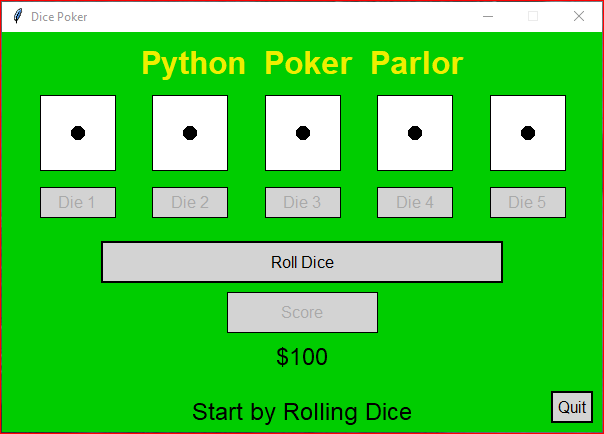 Dice Poker
Python Poker Parlor
Die 1 Die 2 Die 3 Die 4 Die 5
Roll Dice
Score
$100
Start by Rolling Dice
Quit